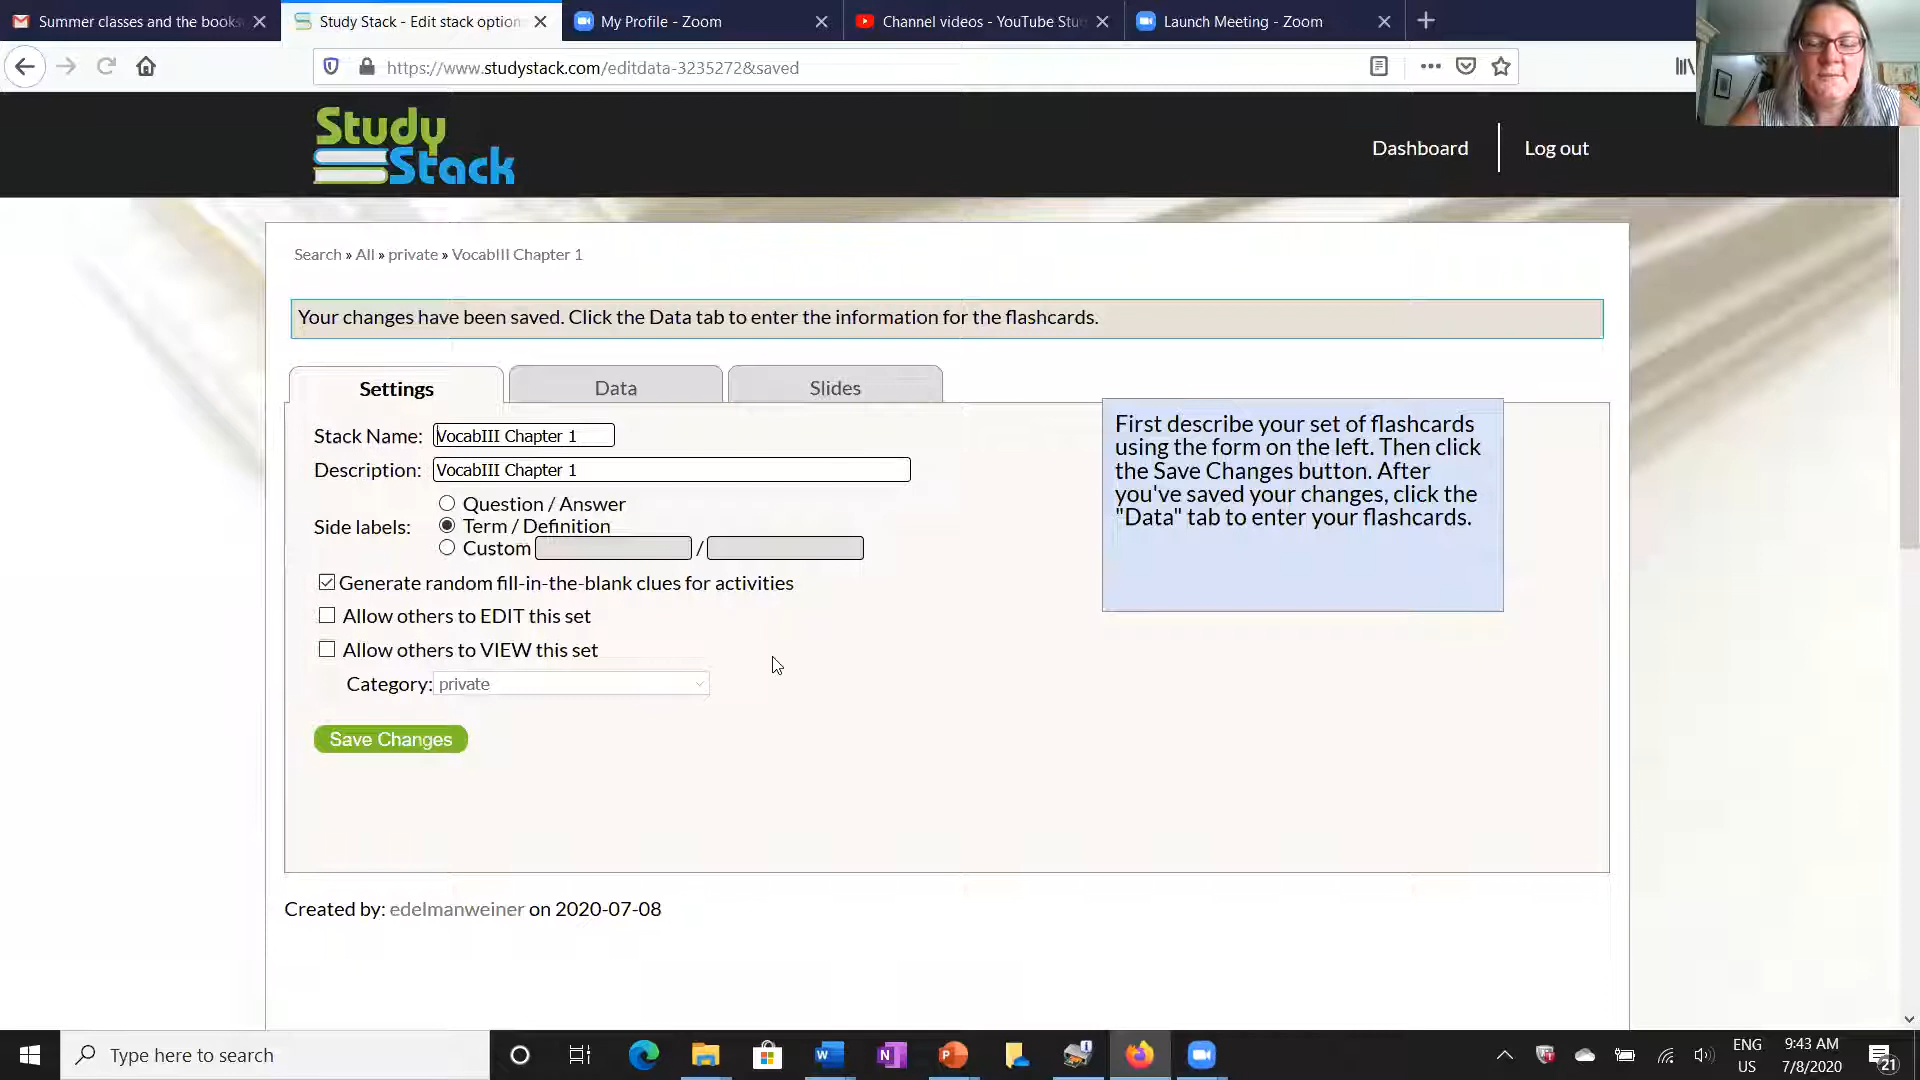 Summer classes and the books
Study Stack - Edit stack option
My Profile - Zoom
Channel videos - YouTube Stu
Launch Meeting - Zoom
https://www.studystack.com/editdata-3235272&saved
Study
Stack
Dashboard
Log out
Search » All » private » VocabIII Chapter 1
Your changes have been saved. Click the Data tab to enter the information for the flashcards.
Settings
Data
Slides
Stack Name: VocabIII Chapter 1
Description: VocabIII Chapter 1
Question / Answer
Side labels:
Term / Definition
Custom /
Generate random fill-in-the-blank clues for activities
Allow others to EDIT this set
Allow others to VIEW this set
Category: private
Save Changes
First describe your set of flashcards
using the form on the left. Then click
the Save Changes button. After
you've saved your changes, click the
"Data" tab to enter your flashcards.
Created by: edelmanweiner on 2020-07-08
Type here to search
ENG
US
9:43 AM
7/8/2020
21